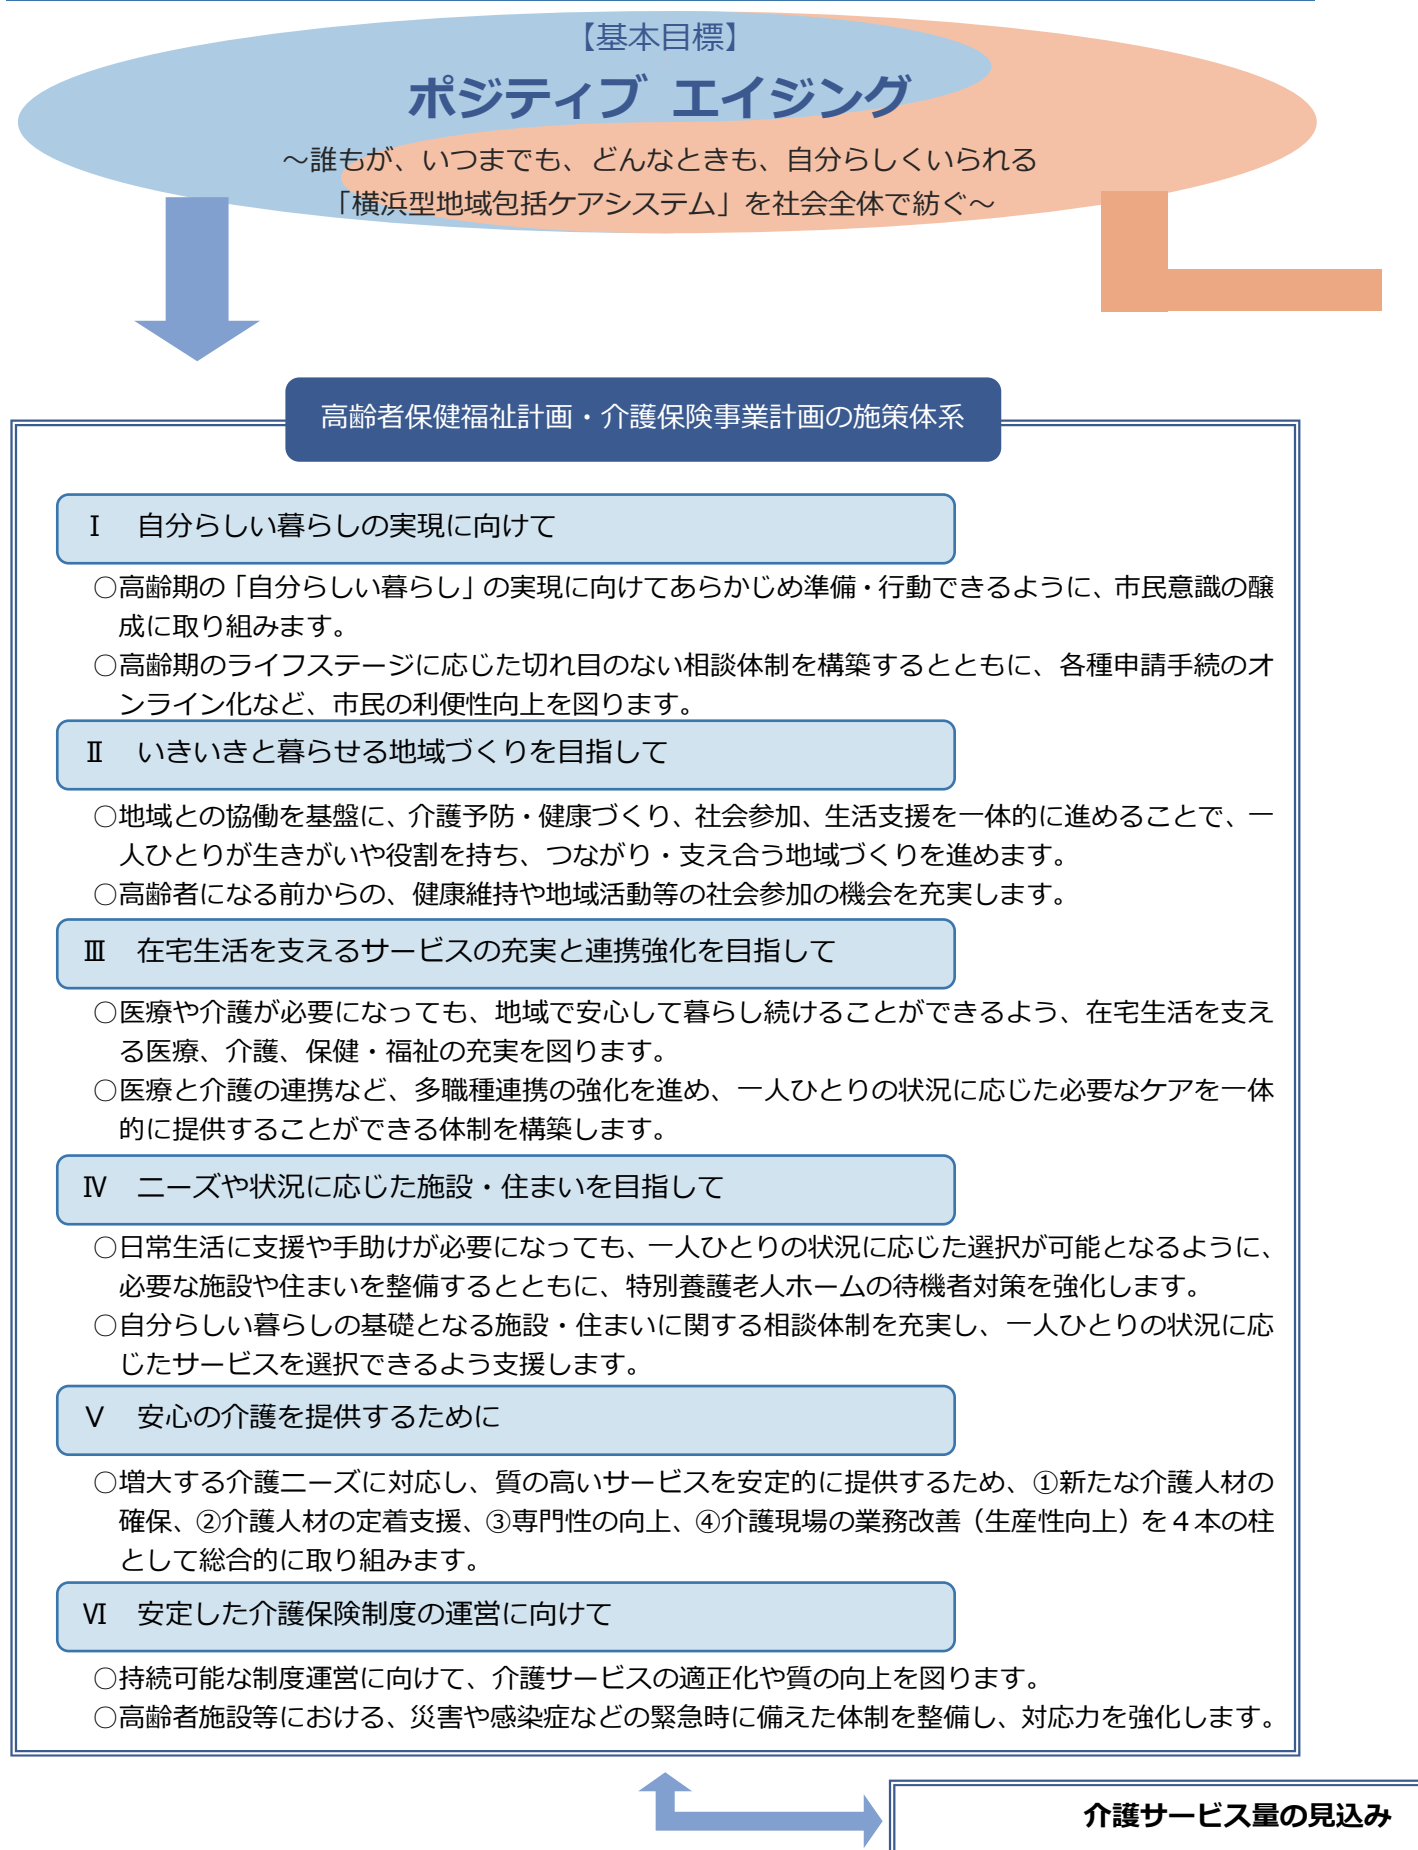 【基本目標】
ポジティブ エイジング
～誰もが、いつまでも、どんなときも、自分らしくいられる
「横浜型地域包括ケアシステム」を社会全体で紡ぐ～
高齢者保健福祉計画・介護保険事業計画の施策体系
Ⅰ 自分らしい暮らしの実現に向けて
○高齢期の「自分らしい暮らし」の実現に向けてあらかじめ準備・行動できるように、市民意識の醸
成に取り組みます。
○高齢期のライフステージに応じた切れ目のない相談体制を構築するとともに、各種申請手続のオ
ンライン化など、市民の利便性向上を図ります。
Ⅱ いきいきと暮らせる地域づくりを目指して
○地域との協働を基盤に、介護予防・健康づくり、社会参加、生活支援を一体的に進めることで、一
人ひとりが生きがいや役割を持ち、つながり・支え合う地域づくりを進めます。
○高齢者になる前からの、健康維持や地域活動等の社会参加の機会を充実します。
Ⅲ 在宅生活を支えるサービスの充実と連携強化を目指して
○医療や介護が必要になっても、地域で安心して暮らし続けることができるよう、在宅生活を支え
る医療、介護、保健・福祉の充実を図ります。
○医療と介護の連携など、多職種連携の強化を進め、一人ひとりの状況に応じた必要なケアを一体
的に提供することができる体制を構築します。
Ⅳ ニーズや状況に応じた施設・住まいを目指して
○日常生活に支援や手助けが必要になっても、一人ひとりの状況に応じた選択が可能となるように、
必要な施設や住まいを整備するとともに、特別養護老人ホームの待機者対策を強化します。
○自分らしい暮らしの基礎となる施設・住まいに関する相談体制を充実し、一人ひとりの状況に応
じたサービスを選択できるよう支援します。
Ⅴ 安心の介護を提供するために
○増大する介護ニーズに対応し、質の高いサービスを安定的に提供するため、①新たな介護人材の
確保、②介護人材の定着支援、③専門性の向上、④介護現場の業務改善（生産性向上）を４本の柱
として総合的に取り組みます。
Ⅵ 安定した介護保険制度の運営に向けて
○持続可能な制度運営に向けて、介護サービスの適正化や質の向上を図ります。
○高齢者施設等における、災害や感染症などの緊急時に備えた体制を整備し、対応力を強化します。
介護サービス量の見込み